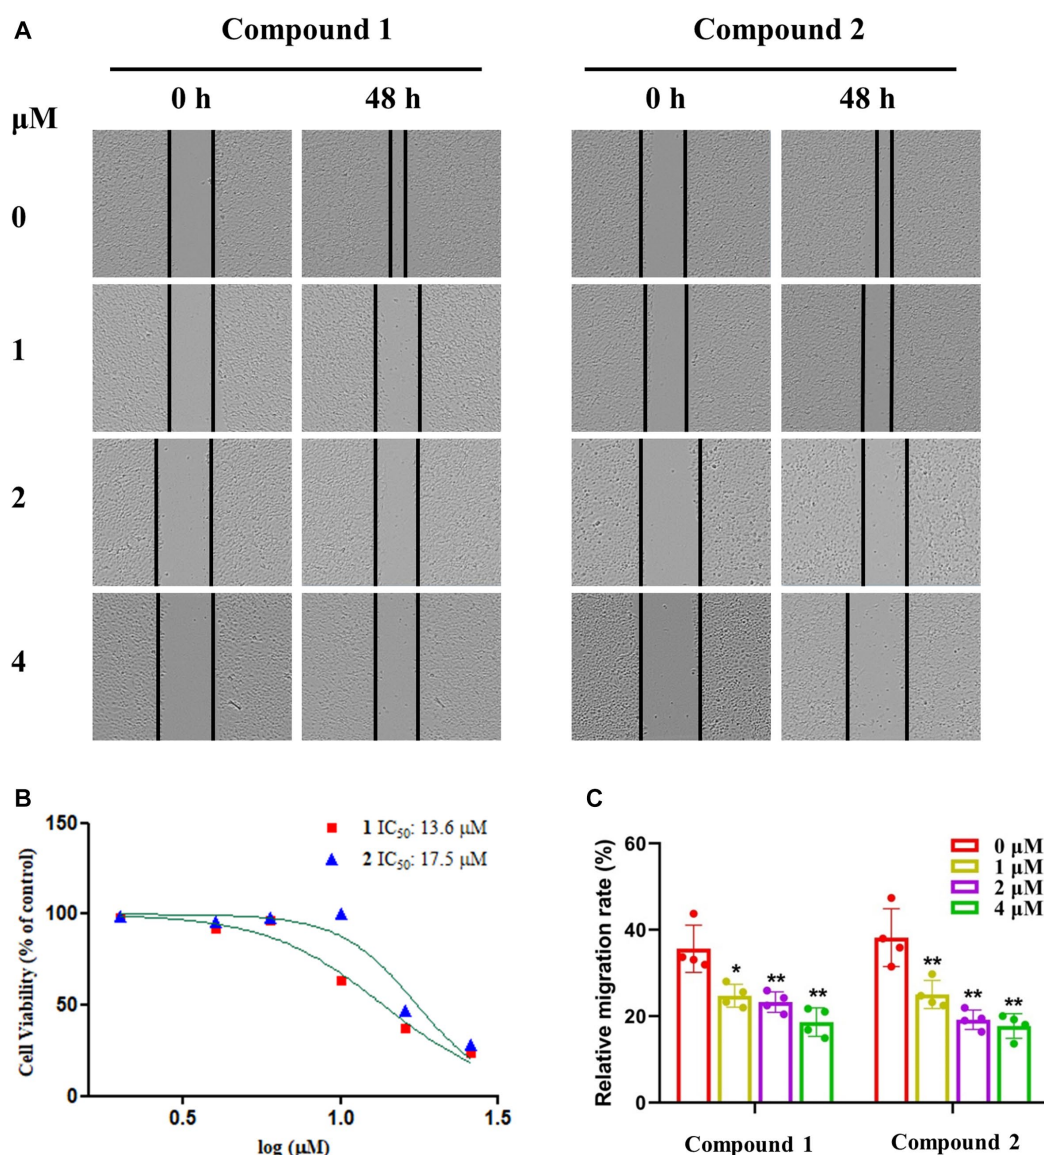 A
Compound 1 Compound 2
0 h 48 h 0 h 48 h
μM
0
1
2
4
B
150
100
50
0
Cell Viability (% of control)
1 IC50: 13.6 μM
2 IC50: 17.5 μM
0.5 1.0 1.5
log (μM)
C
60
40
20
0
Relative migration rate (%)
0 μM
1 μM
2 μM
4 μM
* ** ** ** ** **
Compound 1 Compound 2